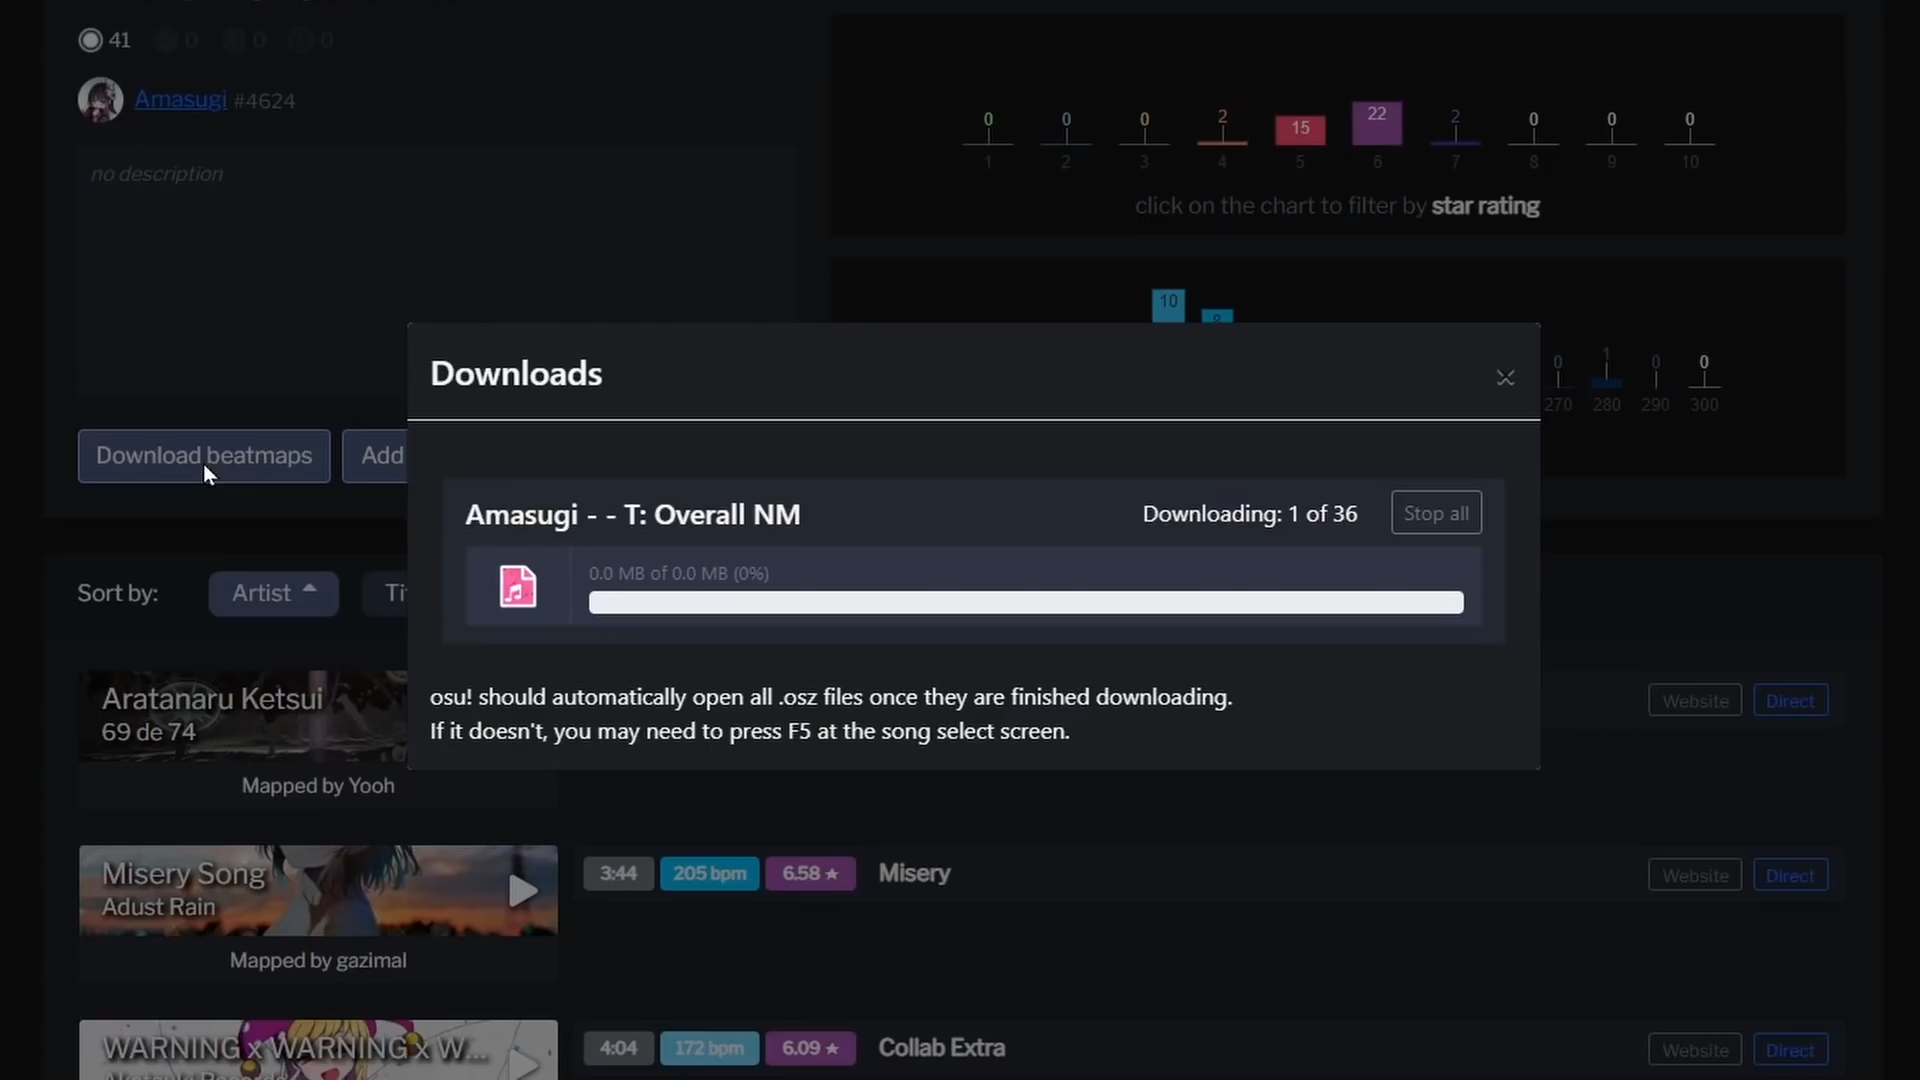 41 0 0 0
Amasugi #4624
no description
0 0 0 2 15 22 2 0 0 0
1 2 3 4 5 6 7 8 9 10
click on the chart to filter by star rating
10
0 1 0 0
270 280 290 300
Downloads
Download beatmaps
Add
Amasugi - - T: Overall NM
Downloading: 1 of 36
Stop all
0.0 MB of 0.0 MB (0%)
osu! should automatically open all .osz files once they are finished downloading.
If it doesn't, you may need to press F5 at the song select screen.
Sort by:
Artist
Ti
Aratanaru Ketsui
69 de 74
Mapped by Yooh
Website
Direct
Misery Song
Adust Rain
Mapped by gazimal
3:44
205 bpm
6.58 ★
Misery
Website
Direct
WARNING x WARNING x W...
4:04
172 bpm
6.09 ★
Collab Extra
Website
Direct